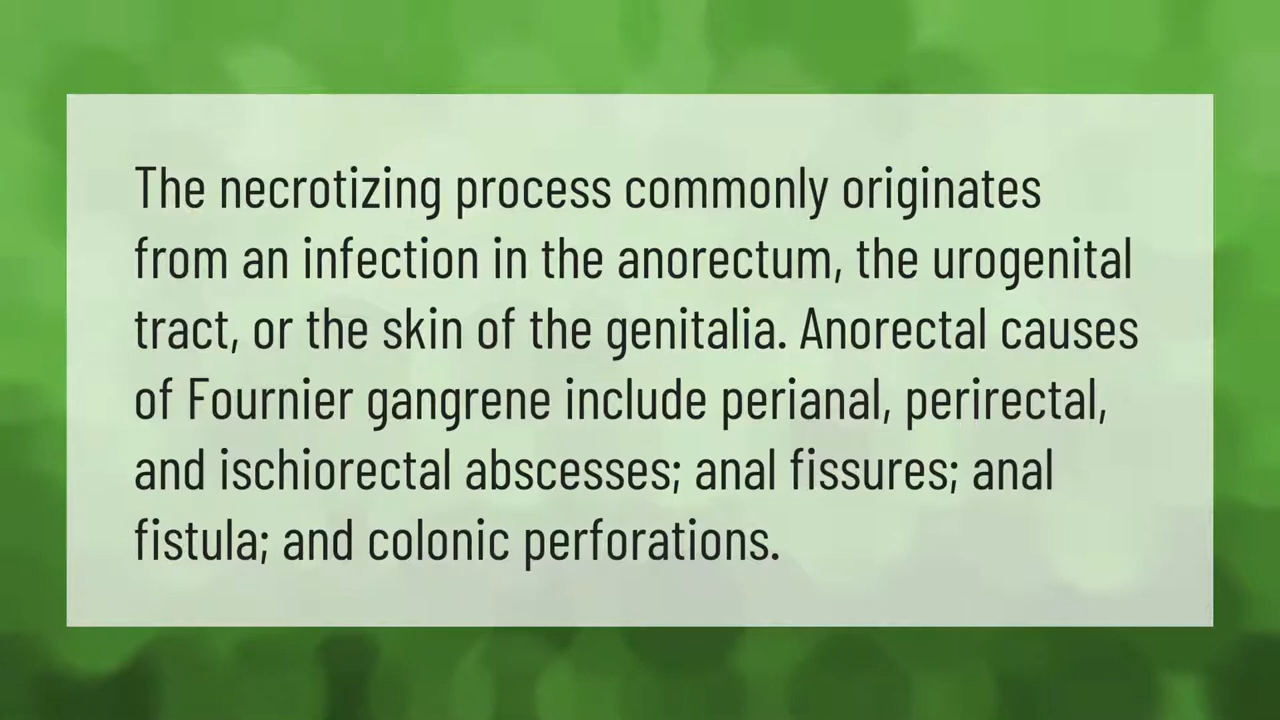 The necrotizing process commonly originates
from an infection in the anorectum, the urogenital
tract, or the skin of the genitalia. Anorectal causes
of Fournier gangrene include perianal, perirectal,
and ischiorectal abscesses; anal fissures; anal
fistula; and colonic perforations.